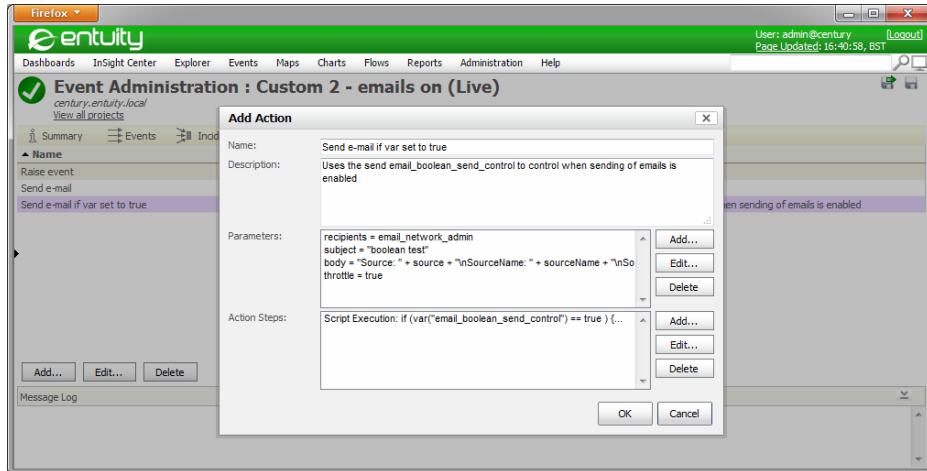 Firefox
entuity
User: admin@century [Logout]
Page Updated: 16:40:58, BST
Dashboards InSight Center Explorer Events Maps Charts Flows Reports Administration Help
Event Administration : Custom 2 - emails on (Live)
century.entuity.local
View all projects
Summary Events Incid
Name
Raise event
Send e-mail
Send e-mail if var set to true
en sending of emails is enabled
Add... Edit... Delete
Message Log
Add Action
Name: Send e-mail if var set to true
Description: Uses the send email_boolean_send_control to control when sending of emails is
enabled
Parameters: recipients = email_network_admin
subject = "boolean test"
body = "Source: " + source + "\nSourceName: " + sourceName + "\nSo
throttle = true
Add...
Edit...
Delete
Action Steps: Script Execution: if (var("email_boolean_send_control") == true ) {...
Add...
Edit...
Delete
OK Cancel